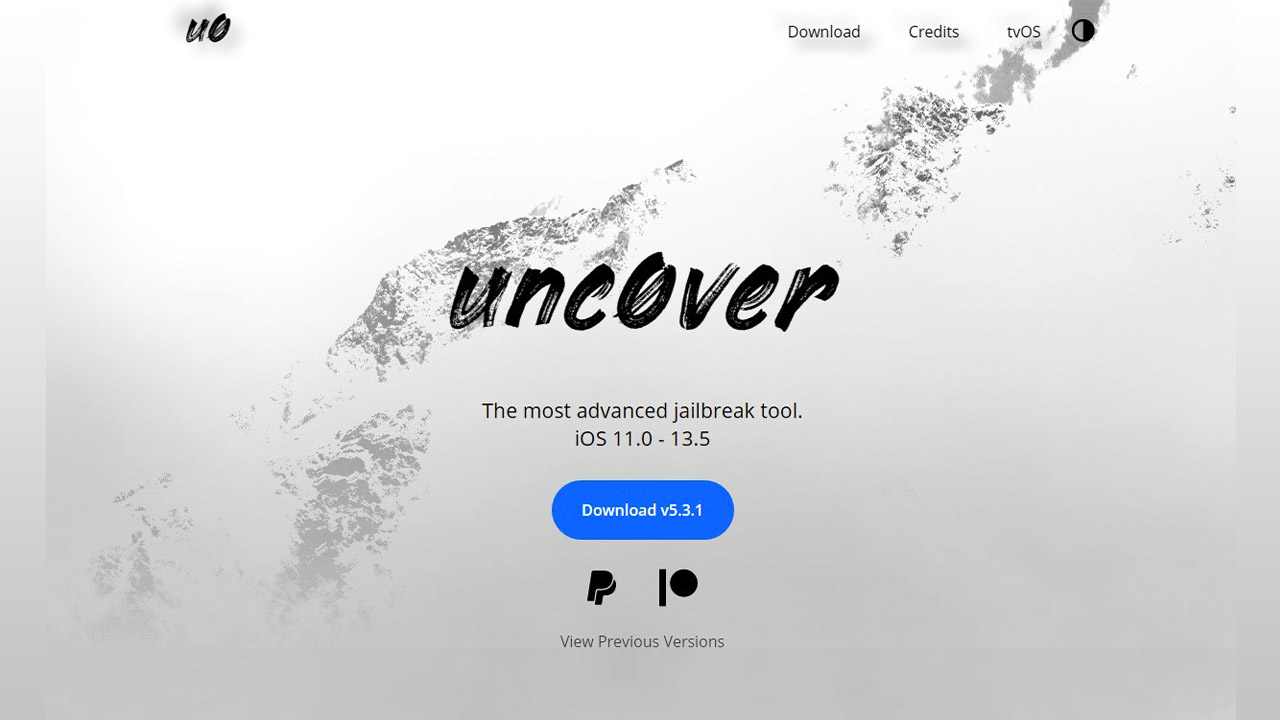 u0
Download
Credits
tvOS
unc0ver
The most advanced jailbreak tool.
iOS 11.0 - 13.5
Download v5.3.1
View Previous Versions